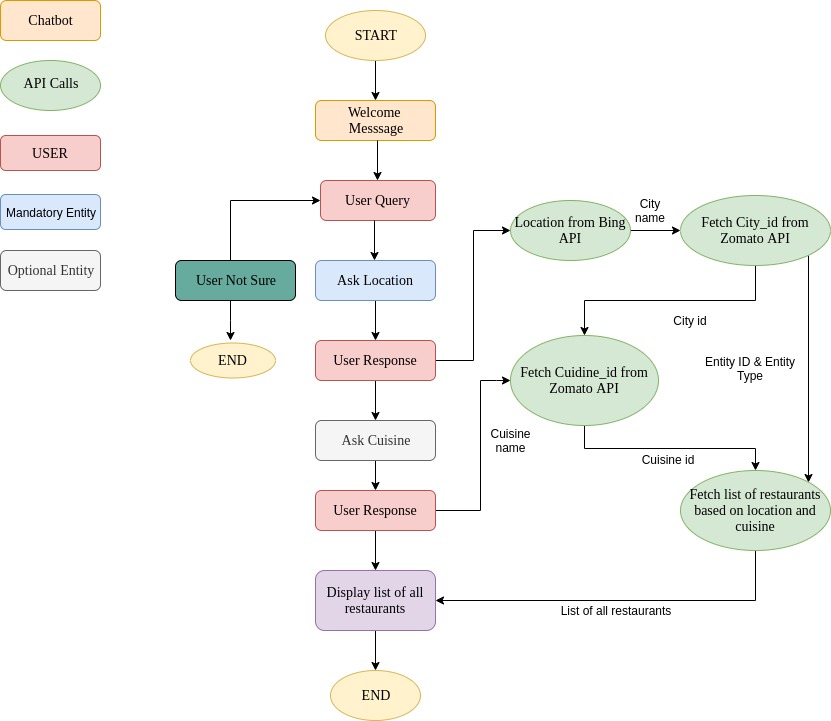 Chatbot
API Calls
USER
Mandatory Entity
Optional Entity
START
Welcome
Messsage
User Query
User Not Sure
Ask Location
END
User Response
Ask Cuisine
User Response
Display list of all
restaurants
END
Location from Bing
API
City
name
Fetch City_id from
Zomato API
City id
Entity ID & Entity
Type
Fetch Cuidine_id from
Zomato API
Cuisine
name
Cuisine id
Fetch list of restaurants
based on location and
cuisine
List of all restaurants